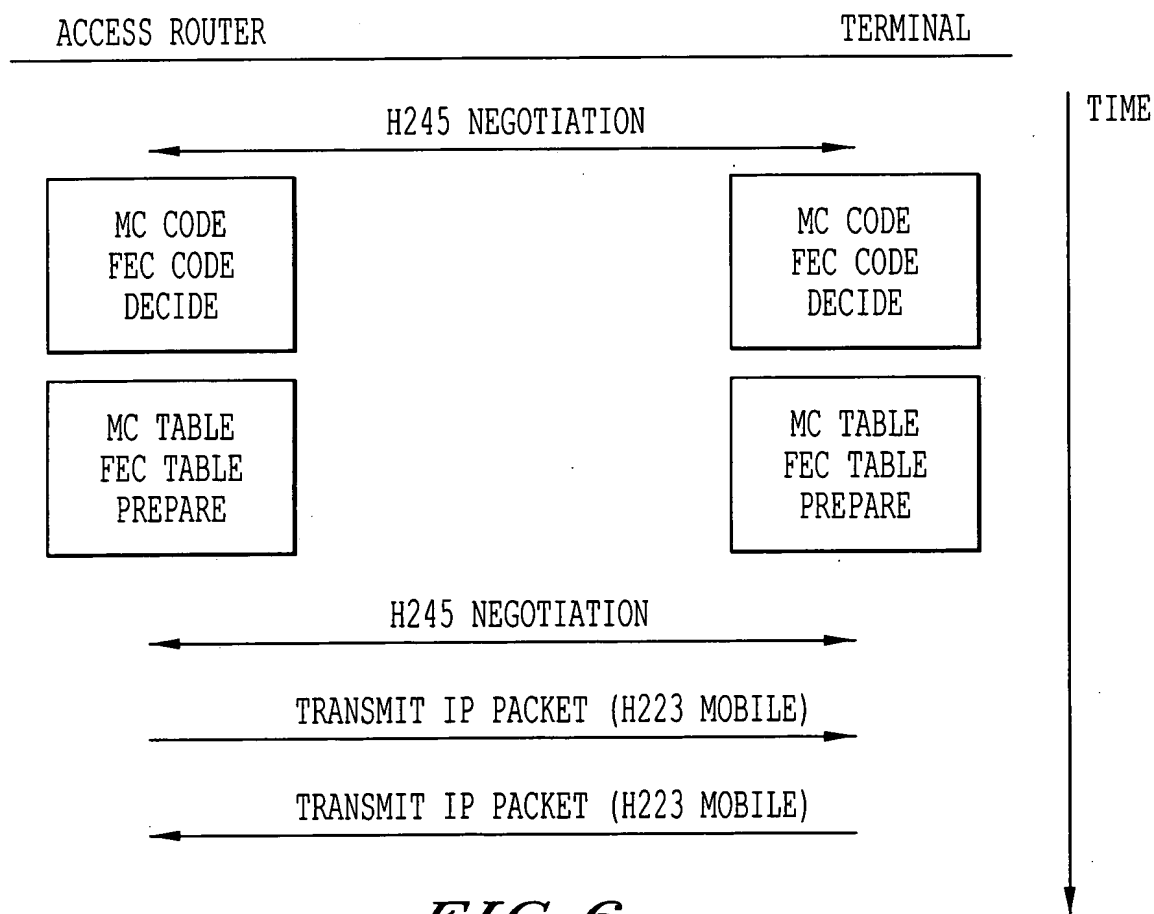 ACCESS ROUTER
TERMINAL
TIME
H245 NEGOTIATION
MC CODE
FEC CODE
DECIDE
MC CODE
FEC CODE
DECIDE
MC TABLE
FEC TABLE
PREPARE
MC TABLE
FEC TABLE
PREPARE
H245 NEGOTIATION
TRANSMIT IP PACKET (H223 MOBILE)
TRANSMIT IP PACKET (H223 MOBILE)
FIG. 6